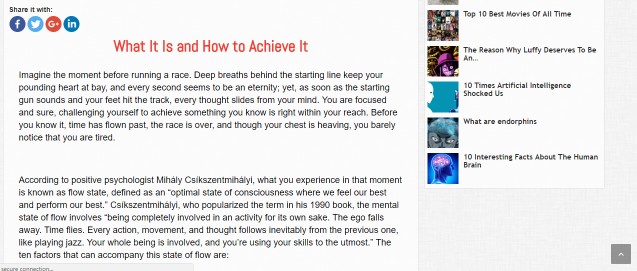 Share it with:
What It Is and How to Achieve It
Imagine the moment before running a race. Deep breaths behind the starting line keep your
pounding heart at bay, and every second seems to be an eternity; yet, as soon as the starting
gun sounds and your feet hit the track, every thought slides from your mind. You are focused
and sure, challenging yourself to achieve something you know is right within your reach. Before
you know it, time has flown past, the race is over, and though your chest is heaving, you barely
notice that you are tired.
According to positive psychologist Mihály Csíkszentmihályi, what you experience in that moment
is known as flow state, defined as an “optimal state of consciousness where we feel our best
and perform our best.” Csíkszentmihályi, who popularized the term in his 1990 book, the mental
state of flow involves “being completely involved in an activity for its own sake. The ego falls
away. Time flies. Every action, movement, and thought follows inevitably from the previous one,
like playing jazz. Your whole being is involved, and you’re using your skills to the utmost.” The
ten factors that can accompany this state of flow are:
secure connection...
Top 10 Best Movies Of All Time
The Reason Why Luffy Deserves To Be
An...
10 Times Artificial Intelligence
Shocked Us
What are endorphins
10 Interesting Facts About The Human
Brain